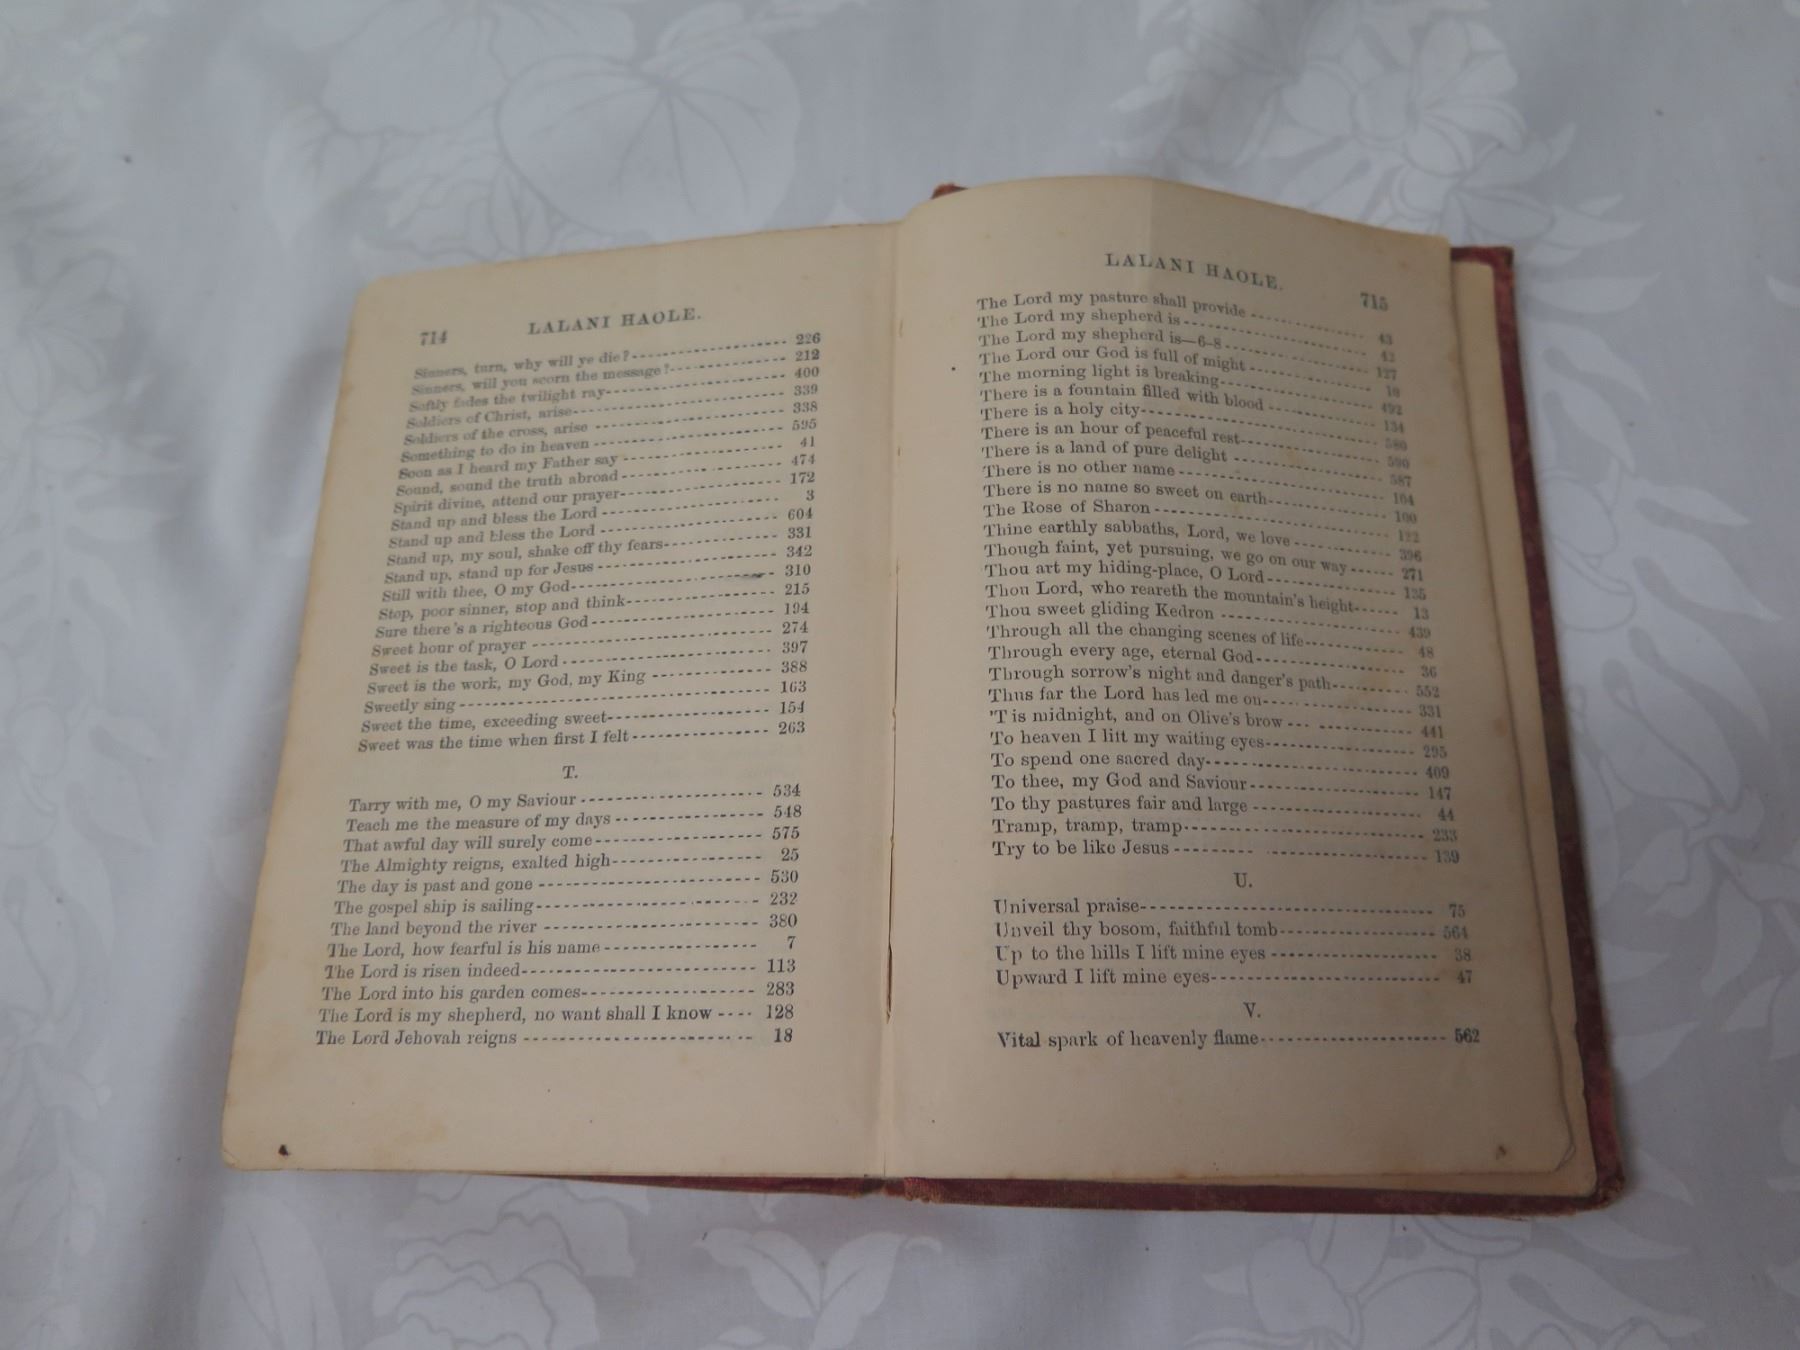 714 LALANI HAOLE.
Sinners, turn, why will ye die? 226
Sinners, will you scorn the message? 212
Softly fades the twilight ray 400
Soldiers of Christ, arise 339
Soldiers of the cross, arise 338
Something to do in heaven 595
Soon as I heard my Father say 41
Sound, sound the truth abroad 474
Spirit divine, attend our prayer 172
Stand up and bless the Lord 3
Stand up and bless the Lord 604
Stand up, my soul, shake off thy fears 331
Stand up, stand up for Jesus 342
Still with thee, O my God 310
Stop, poor sinner, stop and think 215
Sure there's a righteous God 194
Sweet hour of prayer 274
Sweet is the task, O Lord 397
Sweet is the work, my God, my King 388
Sweetly sing 163
Sweet the time, exceeding sweet 154
Sweet was the time when first I felt 263
T.
Tarry with me, O my Saviour 534
Teach me the measure of my days 548
That awful day will surely come 575
The Almighty reigns, exalted high 25
The day is past and gone 530
The gospel ship is sailing 232
The land beyond the river 380
The Lord, how fearful is his name 7
The Lord is risen indeed 113
The Lord into his garden comes 283
The Lord is my shepherd, no want shall I know 128
The Lord Jehovah reigns 18
LALANI HAOLE. 715
The Lord my pasture shall provide 43
The Lord my shepherd is 42
The Lord my shepherd is—6-8 127
The Lord our God is full of might 19
The morning light is breaking 492
There is a fountain filled with blood 134
There is a holy city 580
There is an hour of peaceful rest 590
There is a land of pure delight 587
There is no other name 104
There is no name so sweet on earth 100
The Rose of Sharon 122
Thine earthly sabbaths, Lord, we love 396
Though faint, yet pursuing, we go on our way 271
Thou art my hiding-place, O Lord 135
Thou Lord, who reareth the mountain's height 13
Thou sweet gliding Kedron 439
Through all the changing scenes of life 48
Through every age, eternal God 36
Through sorrow's night and danger's path 552
Thus far the Lord has led me on 331
'T is midnight, and on Olive's brow 441
To heaven I lift my waiting eyes 295
To spend one sacred day 409
To thee, my God and Saviour 147
To thy pastures fair and large 44
Tramp, tramp, tramp 233
Try to be like Jesus 139
U.
Universal praise 75
Unveil thy bosom, faithful tomb 564
Up to the hills I lift mine eyes 38
Upward I lift mine eyes 47
V.
Vital spark of heavenly flame 562